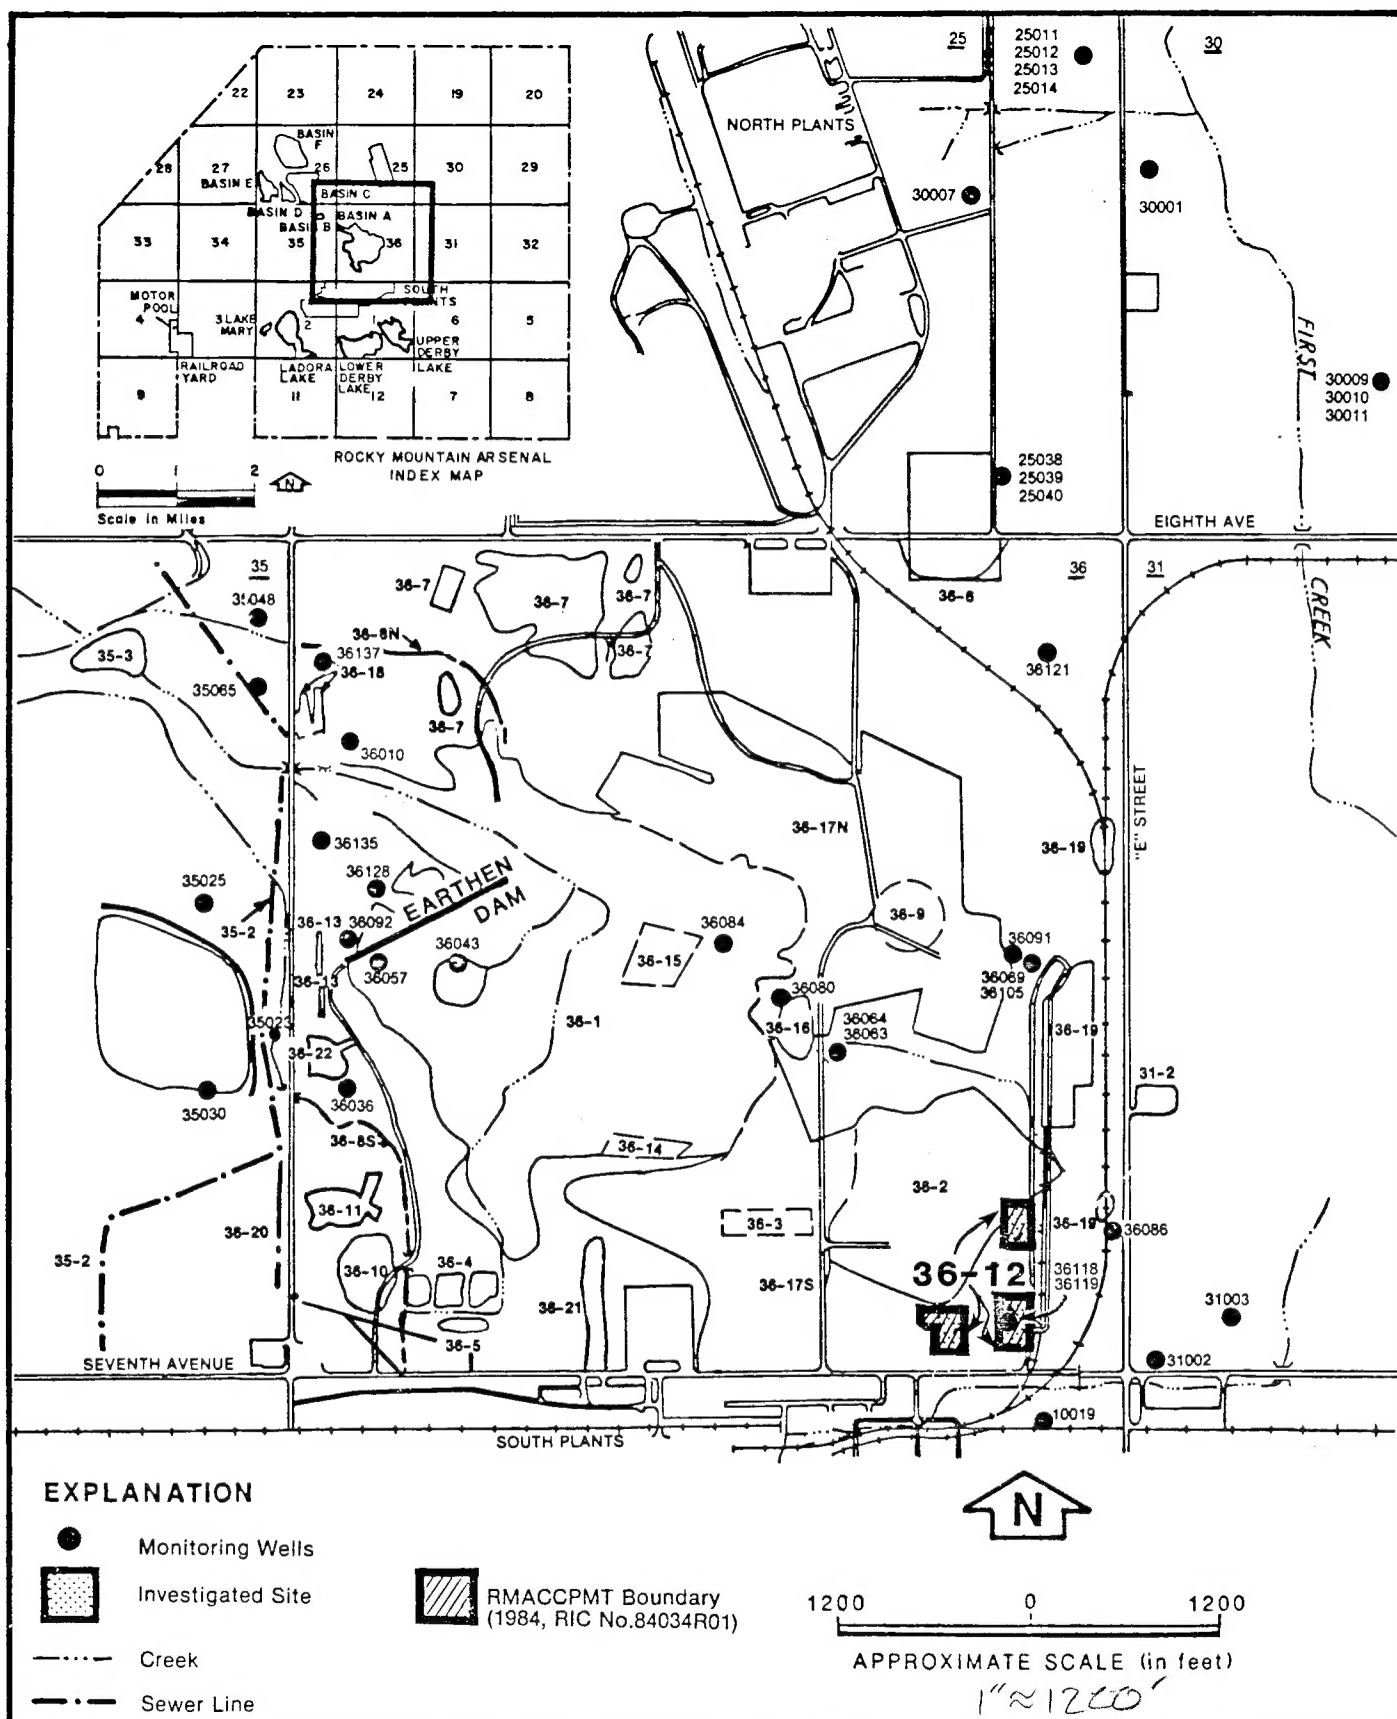 22 23 24 19 20
BASIN
F
28 27 26 25 30 29
BASIN E
BASIN C
BASIN D
BASIN A
BASIN B
33 34 35 36 31 32
MOTOR
POOL
SOUTH
PLANTS
4 3 LAKE
MARY 2 1 6 5
UPPER
DERBY
LAKE
RAILROAD
YARD
LADORA
LAKE
LOWER
DERBY
LAKE
9 11 12 7 8
ROCKY MOUNTAIN ARSENAL
INDEX MAP
0 1 2
N
Scale in Miles
25
25011
25012
25013
25014
30
NORTH PLANTS
30007
30001
FIRST
30009
30010
30011
25038
25039
25040
EIGHTH AVE
35
36-7
36-7
36-7
36-6
36
31
CREEK
35048
36-8N
36137
36-7
35-3
36-18
36121
35065
36-7
36010
"E" STREET
36-17N
36-19
36135
36128
EARTHEN
DAM
35025
36-9
35-2
36-13
36092
36084
36091
36043
36-15
36069
36105
36-13
36057
36080
36-1
36-16
36064
36063
36-19
35023
36-22
31-2
35030
36036
36-8S
36-14
36-2
36-11
36-3
36-19
36086
36-20
35-2
36-10
36-4
36-17S
36-12
36118
36119
36-21
31003
36-5
SEVENTH AVENUE
31002
10019
SOUTH PLANTS
EXPLANATION
N
Monitoring Wells
Investigated Site
RMACCPMT Boundary
(1984, RIC No.84034R01)
1200 0 1200
Creek
APPROXIMATE SCALE (in feet)
Sewer Line
1"≈1200'